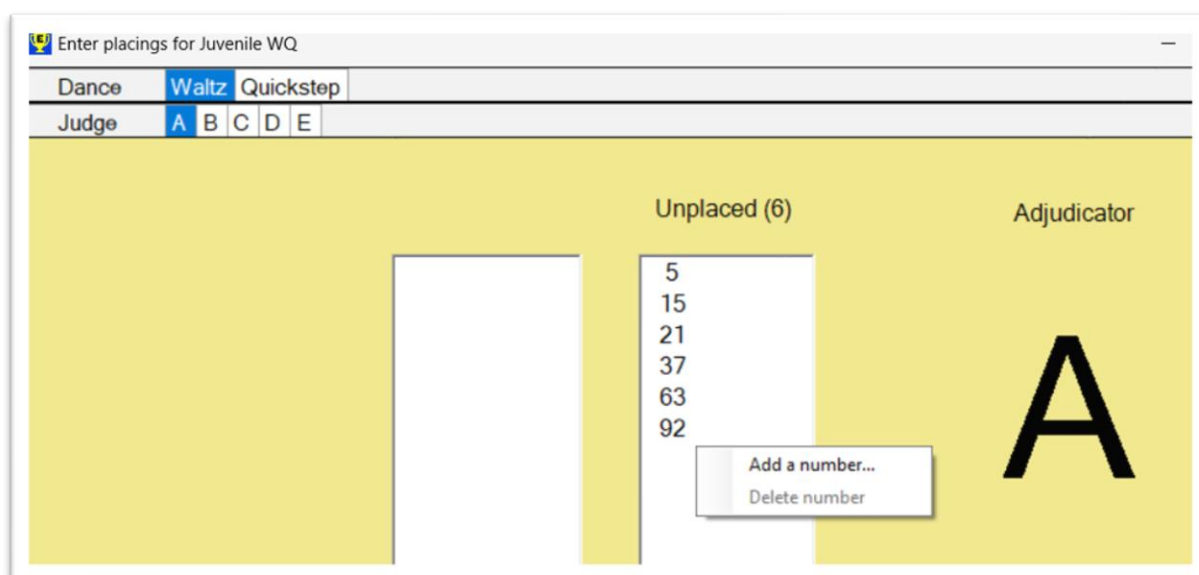 Enter placings for Juvenile WQ
Dance Waltz Quickstep
Judge A B C D E
Unplaced (6) Adjudicator
5
15
21
37
63
92
A
Add a number...
Delete number